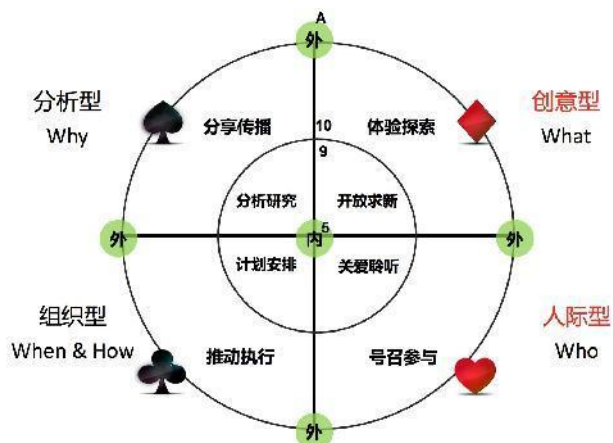 A
外
分析型
Why
分享传播
10
9
体验探索
创意型
What
分析研究
开放求新
外
内
5
外
计划安排
关爱聆听
组织型
When & How
推动执行
号召参与
人际型
Who
外